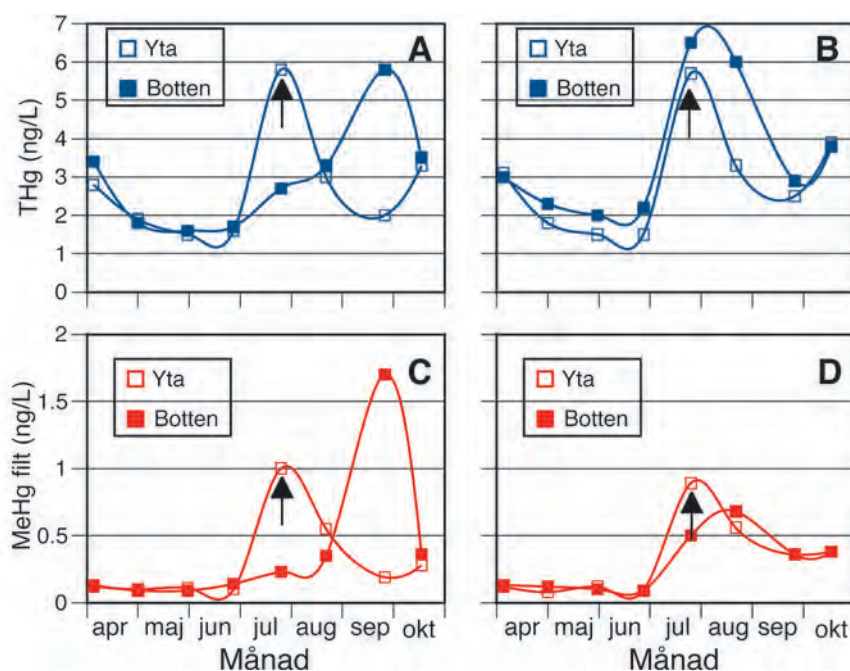 A
Yta
Botten
THg (ng/L)
7
6
5
4
3
2
1
0
B
Yta
Botten
C
Yta
Botten
MeHg filt (ng/L)
2
1.5
1
0.5
0
apr maj jun jul aug sep okt
Månad
D
Yta
Botten
apr maj jun jul aug sep okt
Månad